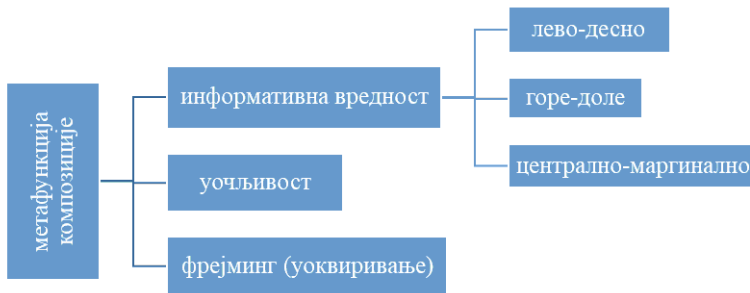 метафункција
композиције
информативна вредност
уочљивост
фрејминг (уоквиривање)
лево-десно
горе-доле
централно-маргинално